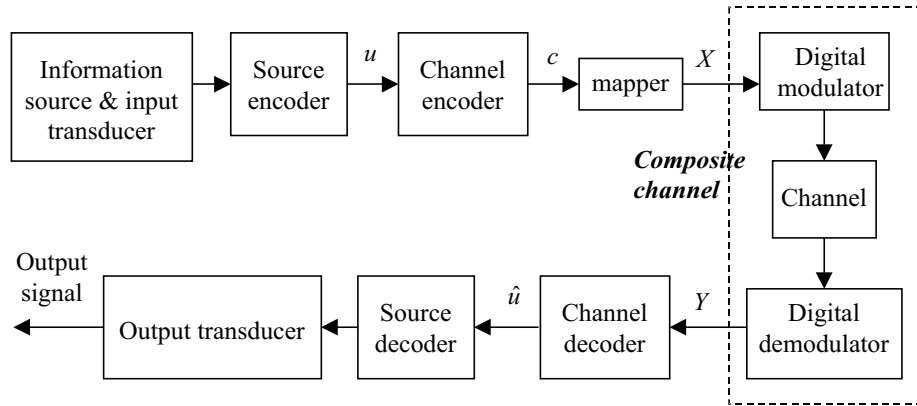 Information
source & input
transducer
Source
encoder
u
Channel
encoder
c
mapper
X
Digital
modulator
Composite
channel
Channel
Output
signal
Output transducer
Source
decoder
û
Channel
decoder
Y
Digital
demodulator